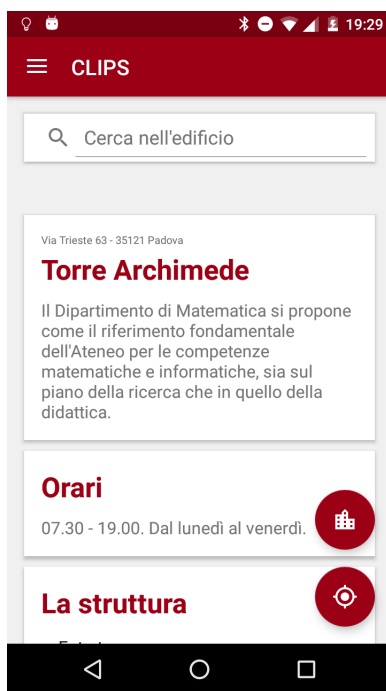 19:29
CLIPS
Cerca nell'edificio
Via Trieste 63 - 35121 Padova
Torre Archimede
Il Dipartimento di Matematica si propone
come il riferimento fondamentale
dell'Ateneo per le competenze
matematiche e informatiche, sia sul
piano della ricerca che in quello della
didattica.
Orari
07.30 - 19.00. Dal lunedì al venerdì.
La struttura